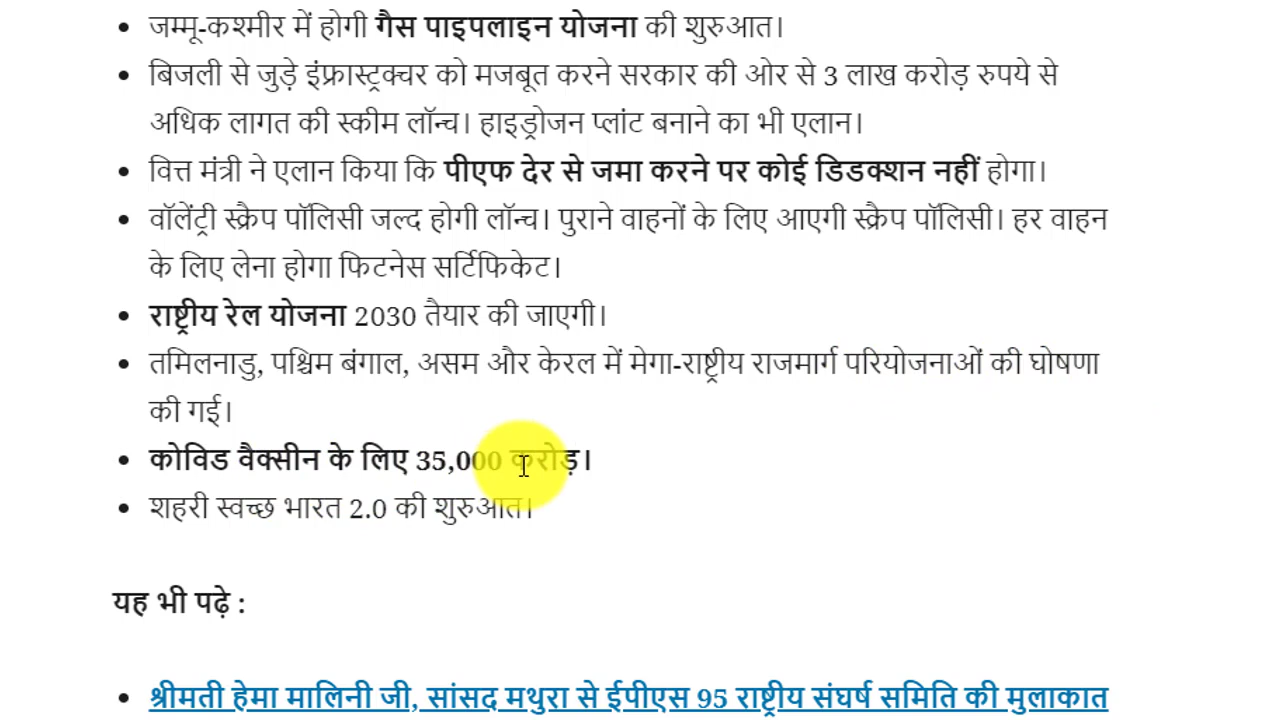 जम्मू-कश्मीर में होगी गैस पाइपलाइन योजना की शुरुआत।
बिजली से जुड़े इंफ्रास्ट्रक्चर को मजबूत करने सरकार की ओर से 3 लाख करोड़ रुपये से
अधिक लागत की स्कीम लॉन्च। हाइड्रोजन प्लांट बनाने का भी एलान।
वित्त मंत्री ने एलान किया कि पीएफ देर से जमा करने पर कोई डिडक्शन नहीं होगा।
वॉलेंट्री स्क्रैप पॉलिसी जल्द होगी लॉन्च। पुराने वाहनों के लिए आएगी स्क्रैप पॉलिसी। हर वाहन
के लिए लेना होगा फिटनेस सर्टिफिकेट।
राष्ट्रीय रेल योजना 2030 तैयार की जाएगी।
तमिलनाडु, पश्चिम बंगाल, असम और केरल में मेगा-राष्ट्रीय राजमार्ग परियोजनाओं की घोषणा
की गई।
कोविड वैक्सीन के लिए 35,000 करोड़।
शहरी स्वच्छ भारत 2.0 की शुरुआत।
यह भी पढ़े :
श्रीमती हेमा मालिनी जी, सांसद मथुरा से ईपीएस 95 राष्ट्रीय संघर्ष समिति की मुलाकात